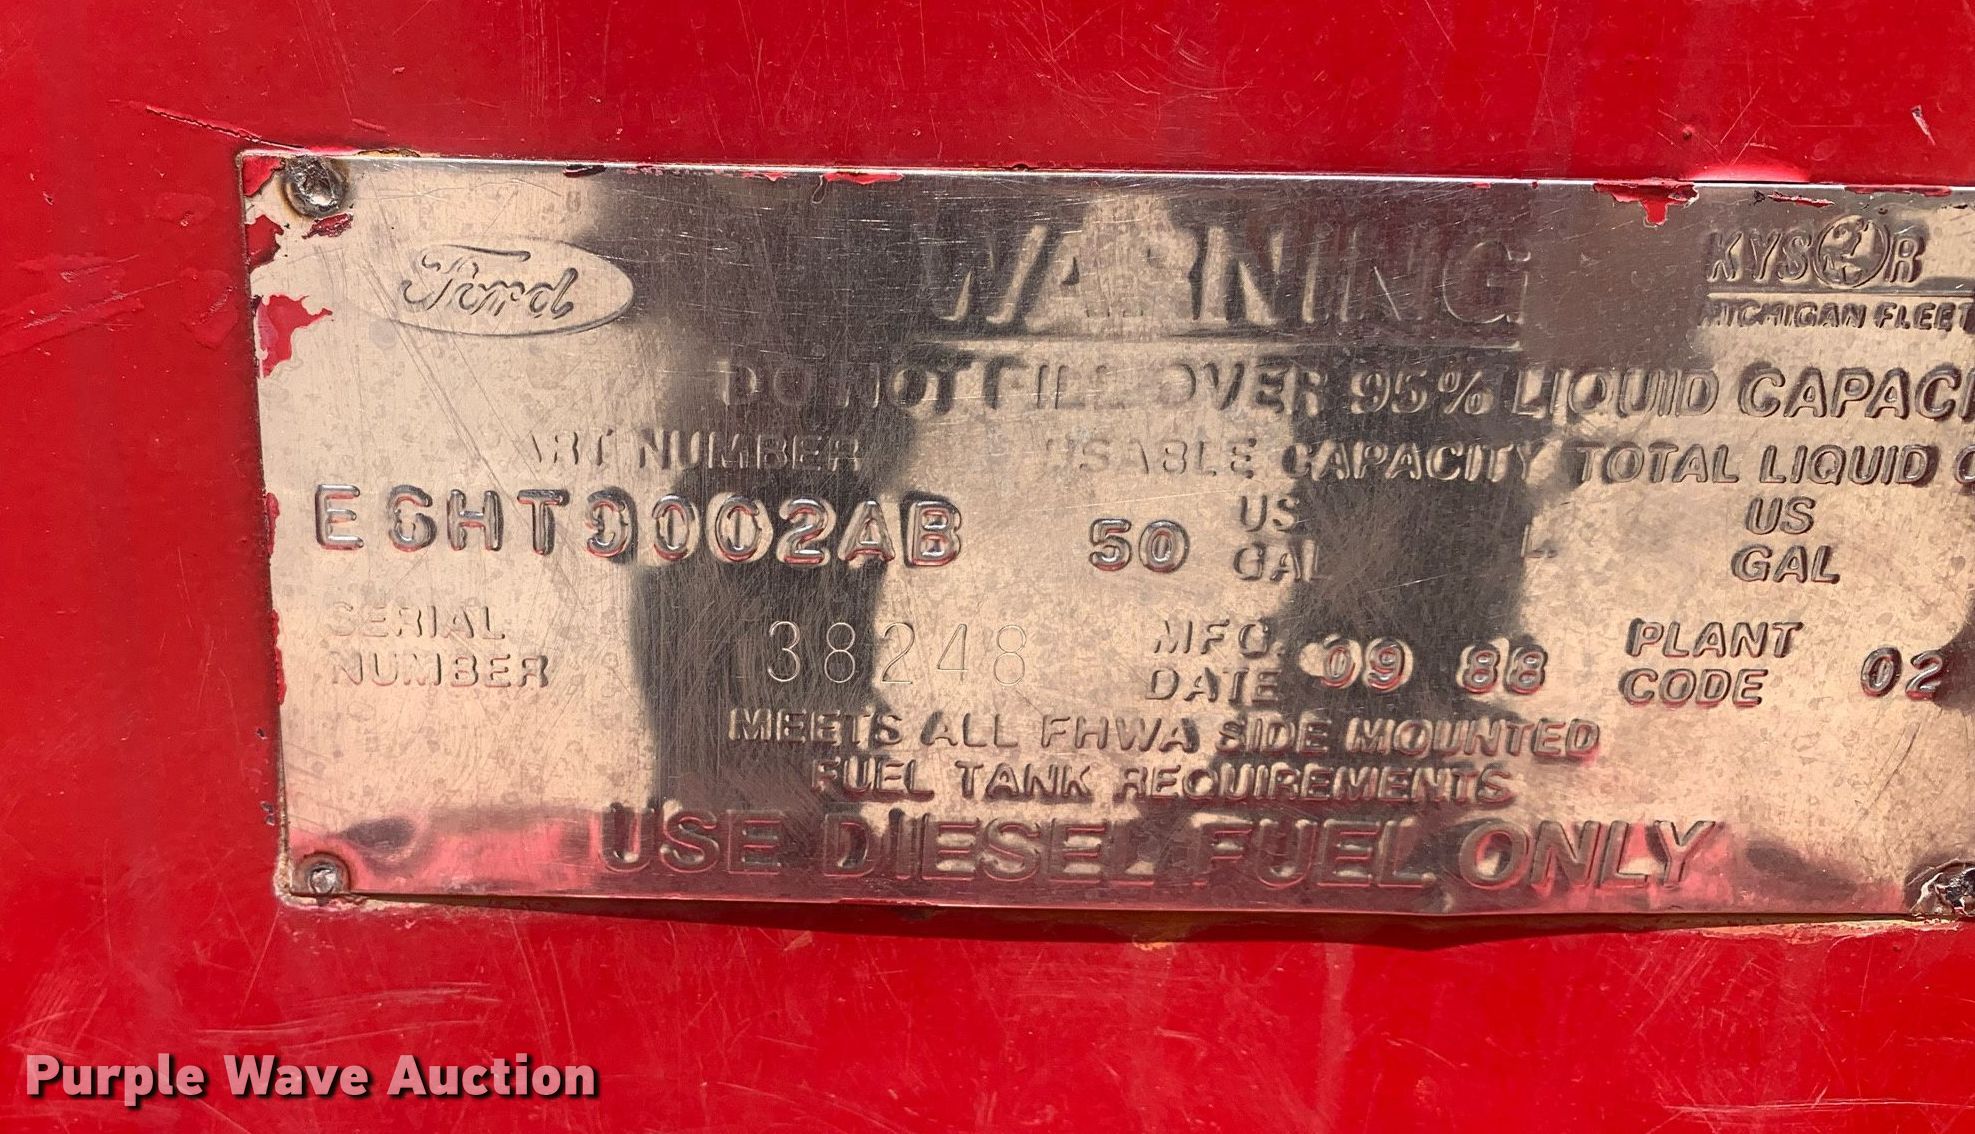 Ford
WARNING
KYSOR
MICHIGAN FLEET
DO NOT FILL OVER 95% LIQUID CAPACI
PART NUMBER
USABLE CAPACITY TOTAL LIQUID C
E6HT9002AB 50 US GAL US GAL
SERIAL NUMBER 38248 MFG. DATE 09 88 PLANT CODE 02
MEETS ALL FHWA SIDE MOUNTED
FUEL TANK REQUIREMENTS
USE DIESEL FUEL ONLY
Purple Wave Auction